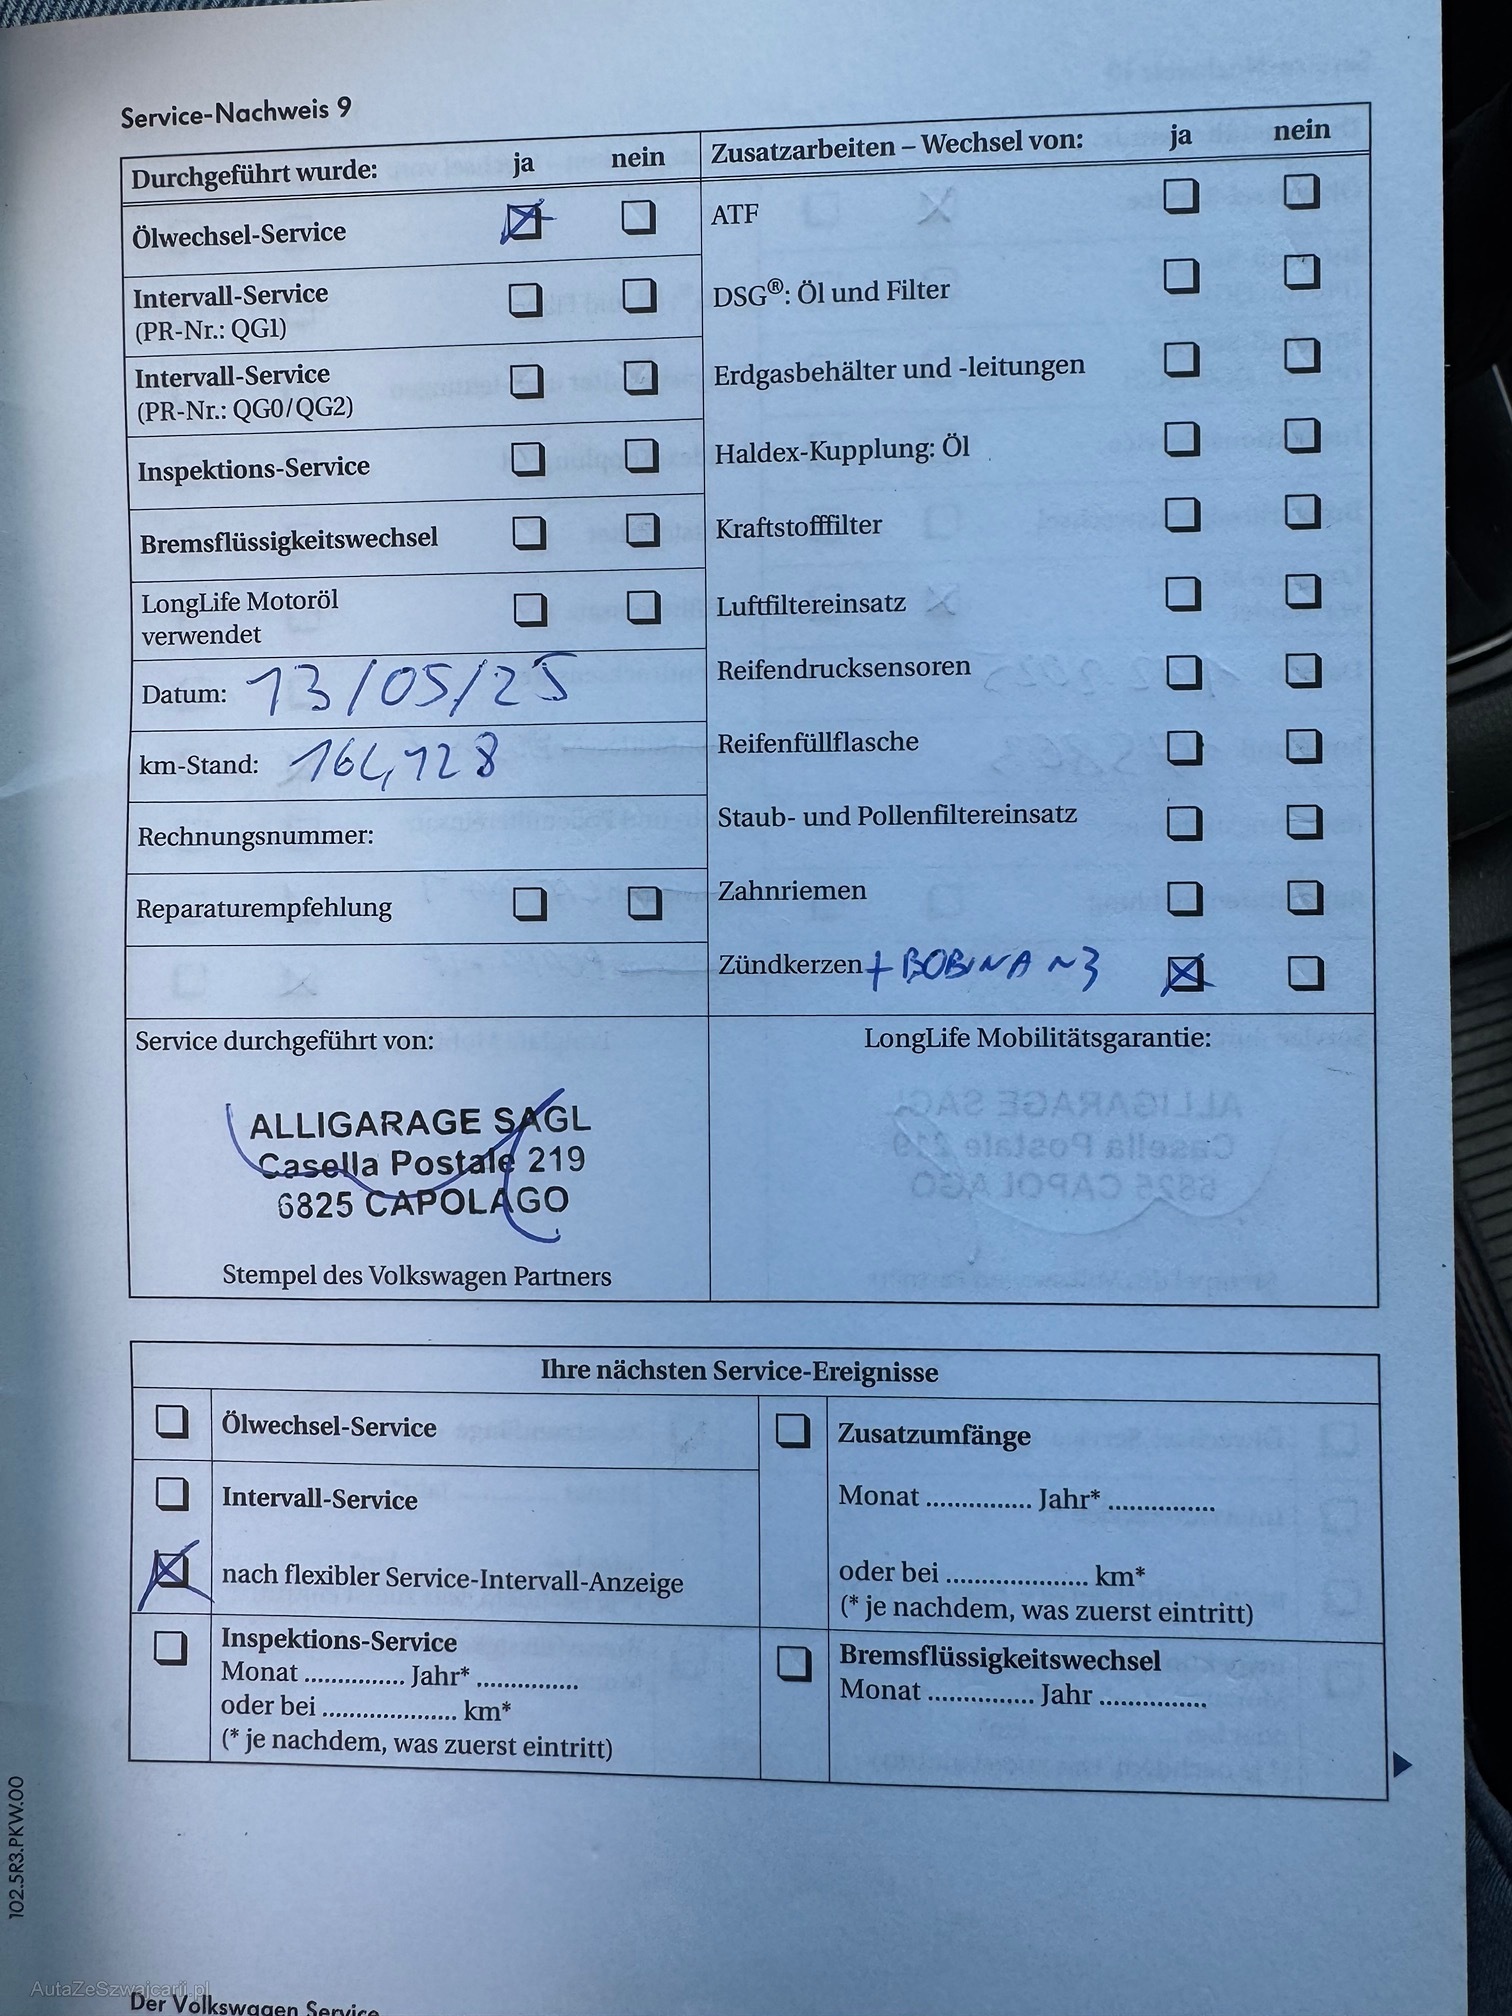 Service-Nachweis 9
Durchgeführt wurde: ja nein
Ölwechsel-Service
Intervall-Service
(PR-Nr.: QG1)
Intervall-Service
(PR-Nr.: QG0/QG2)
Inspektions-Service
Bremsflüssigkeitswechsel
LongLife Motoröl
verwendet
Datum: 13/05/25
km-Stand:
Rechnungsnummer:
Reparaturempfehlung
Zusatzarbeiten – Wechsel von: ja nein
ATF
DSG®: Öl und Filter
Erdgasbehälter und -leitungen
Haldex-Kupplung: Öl
Kraftstofffilter
Luftfiltereinsatz
Reifendrucksensoren
Reifenfüllflasche
Staub- und Pollenfiltereinsatz
Zahnriemen
Zündkerzen + BOBINA N3
Service durchgeführt von:
ALLIGARAGE SAGL
Casella Postale 219
6825 CAPOLAGO
Stempel des Volkswagen Partners
LongLife Mobilitätsgarantie:
Ihre nächsten Service-Ereignisse
Ölwechsel-Service
Intervall-Service
nach flexibler Service-Intervall-Anzeige
Inspektions-Service
Monat ............... Jahr* ...............
oder bei .................... km*
(* je nachdem, was zuerst eintritt)
Zusatzumfänge
Monat ............... Jahr* ...............
oder bei .................... km*
(* je nachdem, was zuerst eintritt)
Bremsflüssigkeitswechsel
Monat ............... Jahr ...............
102.5R3.PKW.00
AutaZeSzwajcarii.pl
Der Volkswagen Service